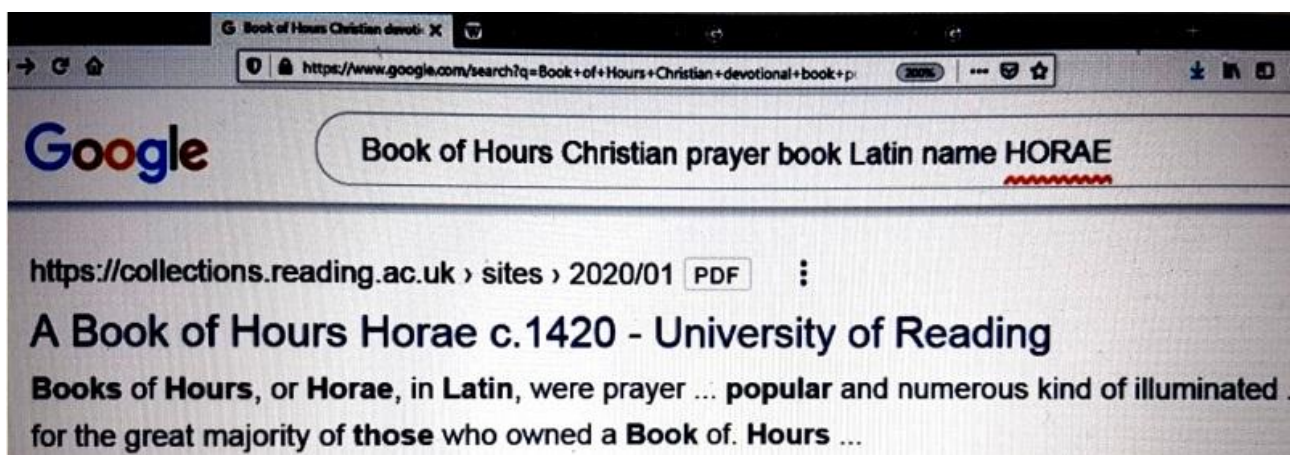 G Book of Hours Christian devoti X
https://www.google.com/search?q=Book+of+Hours+Christian+devotional+book+p
200%
Google
Book of Hours Christian prayer book Latin name HORAE
https://collections.reading.ac.uk › sites › 2020/01 PDF
A Book of Hours Horae c.1420 - University of Reading
Books of Hours, or Horae, in Latin, were prayer ... popular and numerous kind of illuminated .
for the great majority of those who owned a Book of. Hours ...